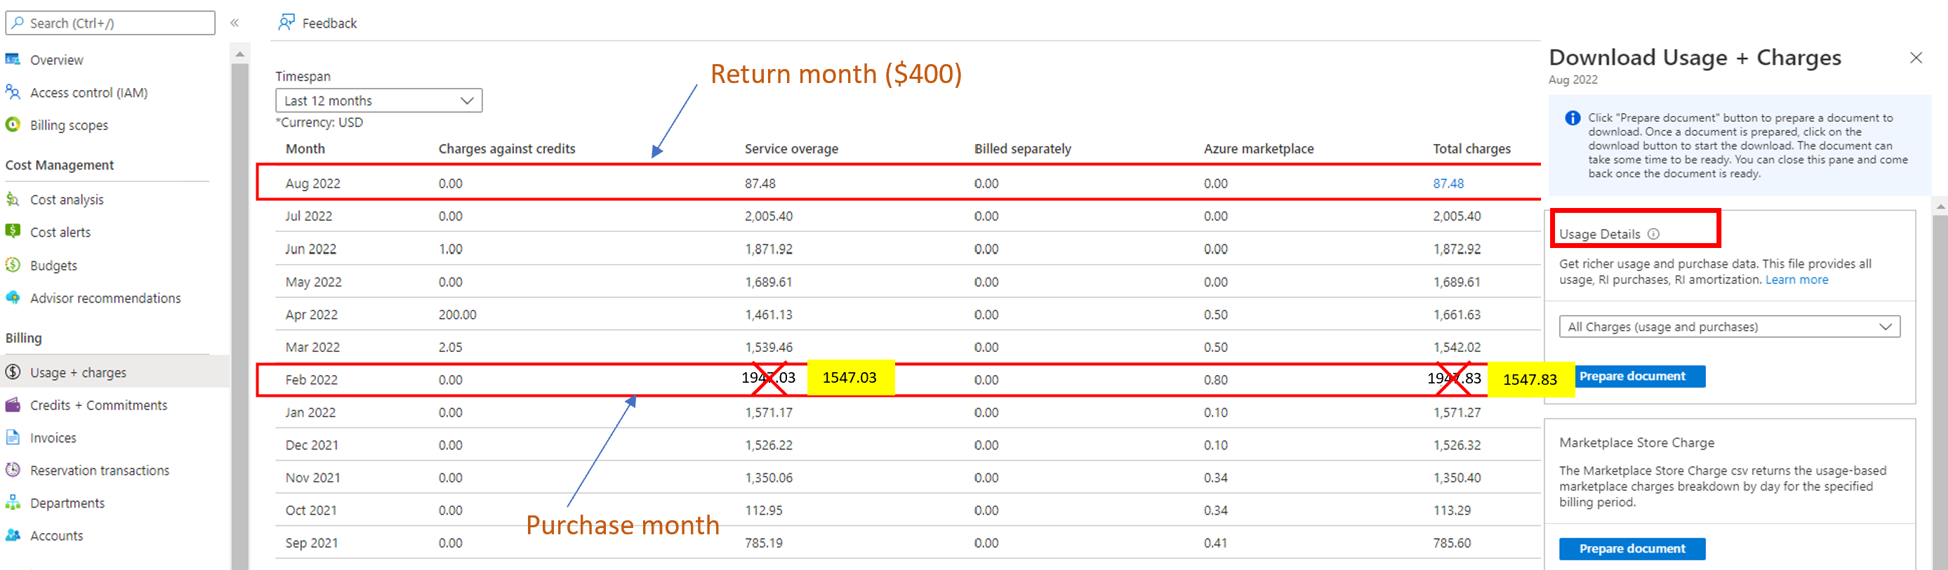 Search (Ctrl+/)
«
Overview
Access control (IAM)
Billing scopes
Cost Management
Cost analysis
Cost alerts
Budgets
Advisor recommendations
Billing
Usage + charges
Credits + Commitments
Invoices
Reservation transactions
Departments
Accounts
Feedback
Timespan
Last 12 months
*Currency: USD
Return month ($400)
Month Charges against credits Service overage Billed separately Azure marketplace Total charges
Aug 2022 0.00 87.48 0.00 0.00 87.48
Jul 2022 0.00 2,005.40 0.00 0.00 2,005.40
Jun 2022 1.00 1,871.92 0.00 0.00 1,872.92
May 2022 0.00 1,689.61 0.00 0.00 1,689.61
Apr 2022 200.00 1,461.13 0.00 0.50 1,661.63
Mar 2022 2.05 1,539.46 0.00 0.50 1,542.02
Feb 2022 0.00 1947.03 1547.03 0.00 0.80 1947.83 1547.83
Jan 2022 0.00 1,571.17 0.00 0.10 1,571.27
Dec 2021 0.00 1,526.22 0.00 0.10 1,526.32
Nov 2021 0.00 1,350.06 0.00 0.34 1,350.40
Oct 2021 0.00 112.95 0.00 0.34 113.29
Sep 2021 0.00 785.19 0.00 0.41 785.60
Purchase month
Download Usage + Charges
Aug 2022
Click "Prepare document" button to prepare a document to
download. Once a document is prepared, click on the
download button to start the download. The document can
take some time to be ready. You can close this pane and come
back once the document is ready.
Usage Details
Get richer usage and purchase data. This file provides all
usage, RI purchases, RI amortization. Learn more
All Charges (usage and purchases)
Prepare document
Marketplace Store Charge
The Marketplace Store Charge csv returns the usage-based
marketplace charges breakdown by day for the specified
billing period.
Prepare document